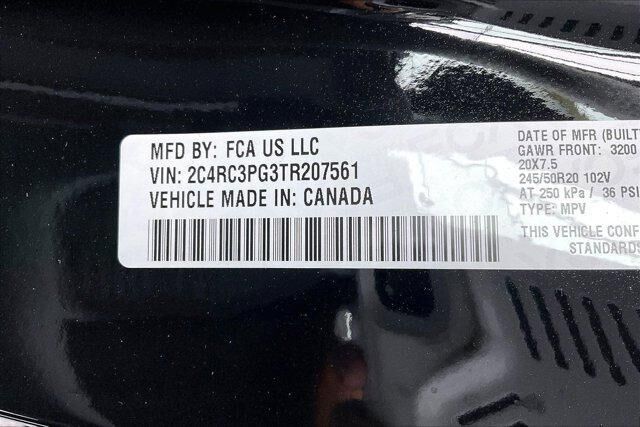 MFD BY: FCA US LLC
VIN: 2C4RC3PG3TR207561
VEHICLE MADE IN: CANADA
DATE OF MFR (BUILT
GAWR FRONT: 3200
20X7.5
245/50R20 102V
AT 250 kPa / 36 PSI
TYPE: MPV
THIS VEHICLE CONF
STANDARDS